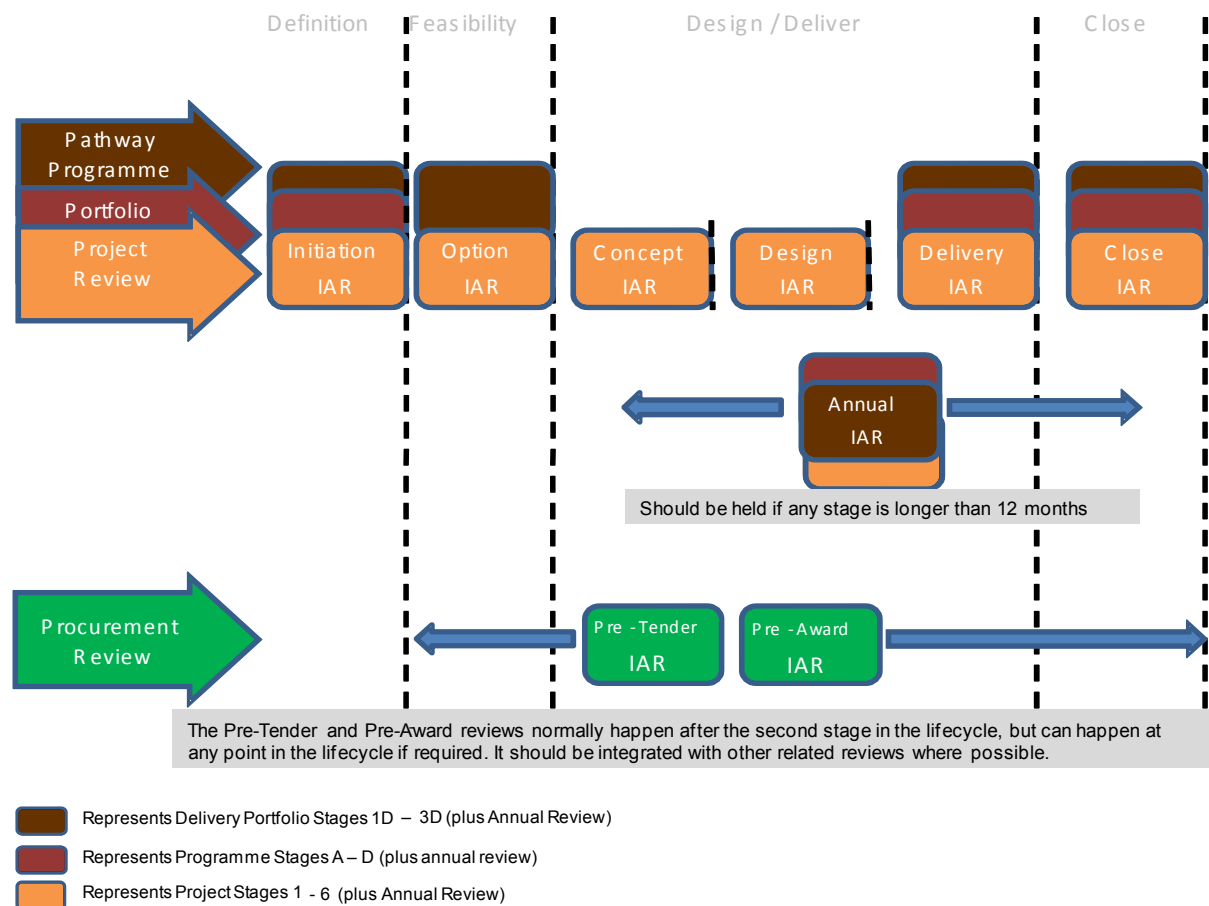 Definition Feasibility Design / Deliver Close
Pathway
Programme
Portfolio
Project
Review
Initiation
IAR
Option
IAR
Concept
IAR
Design
IAR
Delivery
IAR
Close
IAR
Annual
IAR
Should be held if any stage is longer than 12 months
Procurement
Review
Pre -Tender
IAR
Pre -Award
IAR
The Pre-Tender and Pre-Award reviews normally happen after the second stage in the lifecycle, but can happen at
any point in the lifecycle if required. It should be integrated with other related reviews where possible.
Represents Delivery Portfolio Stages 1D – 3D (plus Annual Review)
Represents Programme Stages A – D (plus annual review)
Represents Project Stages 1 - 6 (plus Annual Review)